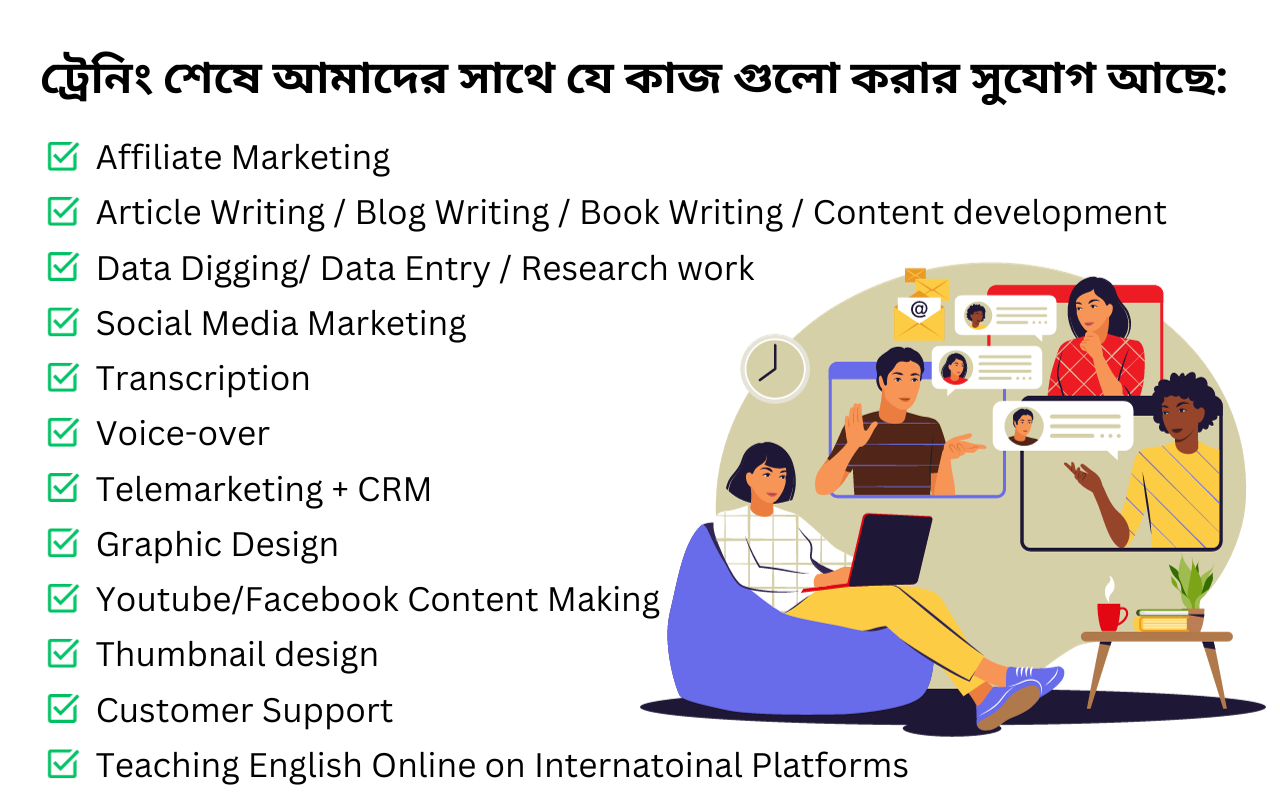 ট্রেনিং শেষে আমাদের সাথে যে কাজ গুলো করার সুযোগ আছে:
Affiliate Marketing
Article Writing / Blog Writing / Book Writing / Content development
Data Digging/ Data Entry / Research work
Social Media Marketing
Transcription
Voice-over
Telemarketing + CRM
Graphic Design
Youtube/Facebook Content Making
Thumbnail design
Customer Support
Teaching English Online on Internatoinal Platforms
@